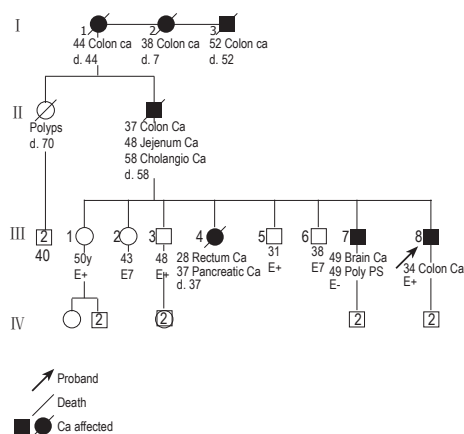 I
1 2 3
44 Colon ca 38 Colon ca 52 Colon ca
d. 44 d. 7 d. 52
II
Polyps
d. 70
37 Colon Ca
48 Jejenum Ca
58 Cholangio Ca
d. 58
III
2 1 2 3 4 5 6 7 8
40
50y
E+
43
E7
48
E+
28 Rectum Ca
37 Pancreatic Ca
d. 37
31
E+
38
E7
49 Brain Ca
49 Poly PS
E-
34 Colon Ca
E+
IV
2 2 2 2
Proband
Death
Ca affected